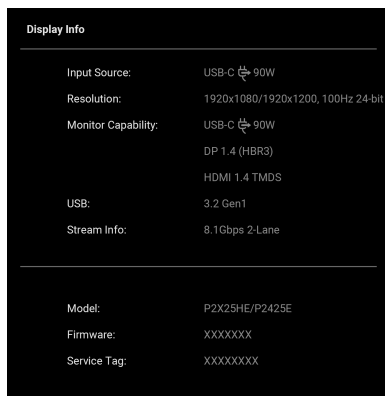 Display Info
Input Source: USB-C 90W
Resolution: 1920x1080/1920x1200, 100Hz 24-bit
Monitor Capability: USB-C 90W
DP 1.4 (HBR3)
HDMI 1.4 TMDS
USB: 3.2 Gen1
Stream Info: 8.1Gbps 2-Lane
Model: P2X25HE/P2425E
Firmware: XXXXXXX
Service Tag: XXXXXXXX